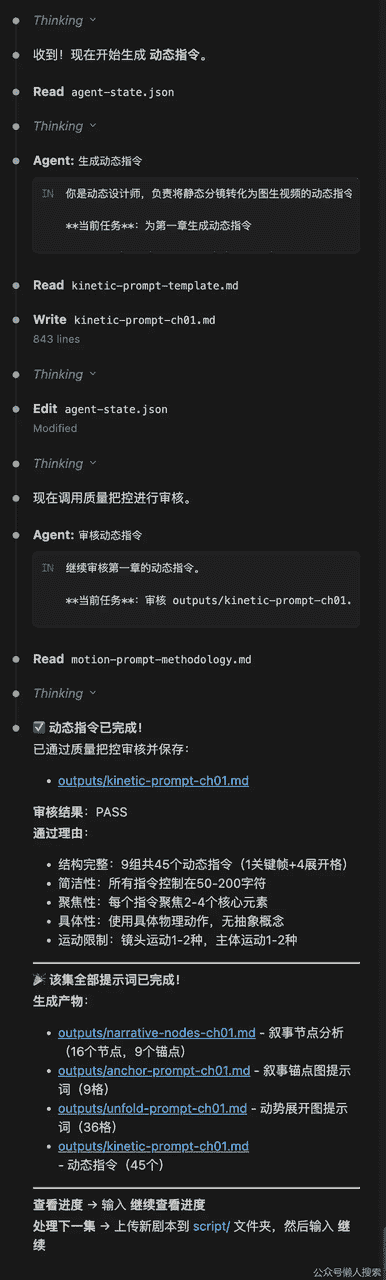 Thinking
收到！现在开始生成 动态指令。
Read agent-state.json
Thinking
Agent: 生成动态指令
IN 你是动态设计师，负责将静态分镜转化为图生视频的动态指令
**当前任务**：为第一章生成动态指令
Read kinetic-prompt-template.md
Write kinetic-prompt-ch01.md
843 lines
Thinking
Edit agent-state.json
Modified
Thinking
现在调用质量把控进行审核。
Agent: 审核动态指令
IN 继续审核第一章的动态指令。
**当前任务**：审核 outputs/kinetic-prompt-ch01.
Read motion-prompt-methodology.md
Thinking
☑ 动态指令已完成！
已通过质量把控审核并保存：
• outputs/kinetic-prompt-ch01.md
审核结果：PASS
通过理由：
• 结构完整：9组共45个动态指令（1关键帧+4展开格）
• 简洁性：所有指令控制在50-200字符
• 聚焦性：每个指令聚焦2-4个核心元素
• 具体性：使用具体物理动作，无抽象概念
• 运动限制：镜头运动1-2种，主体运动1-2种
🎉 该集全部提示词已完成！
生成产物：
• outputs/narrative-nodes-ch01.md - 叙事节点分析
（16个节点，9个锚点）
• outputs/anchor-prompt-ch01.md - 叙事锚点图提示
词（9格）
• outputs/unfold-prompt-ch01.md - 动势展开图提示
词（36格）
• outputs/kinetic-prompt-ch01.md
- 动态指令（45个）
查看进度 → 输入 继续查看进度
处理下一集 → 上传新剧本到 script/ 文件夹，然后输入 继
续
公众号懒人搜索